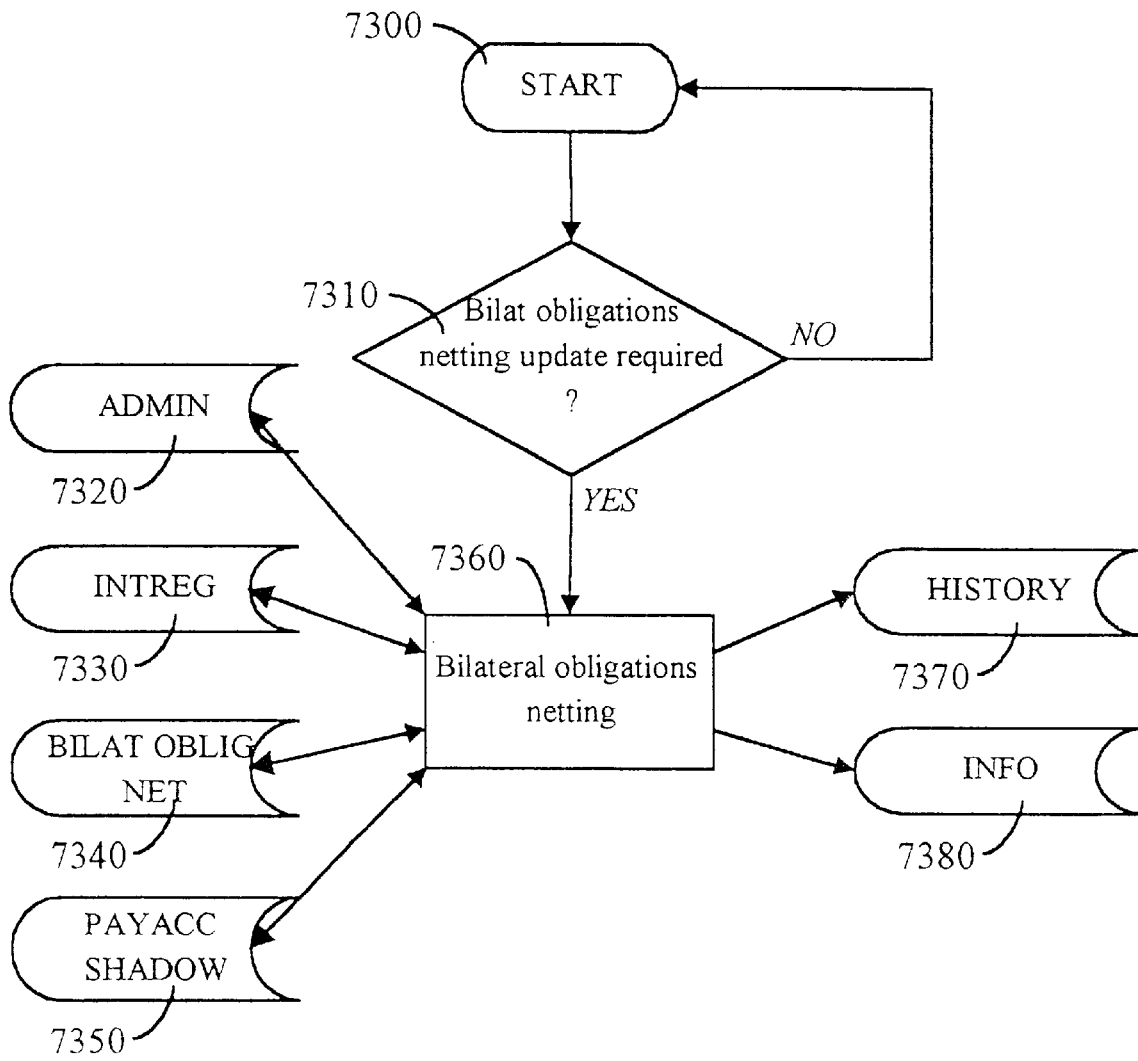 7300
START
7310
Bilat obligations
netting update required
?
NO
YES
ADMIN
7320
INTREG
7330
BILAT OBLIG
NET
7340
PAYACC
SHADOW
7350
7360
Bilateral obligations
netting
HISTORY
7370
INFO
7380